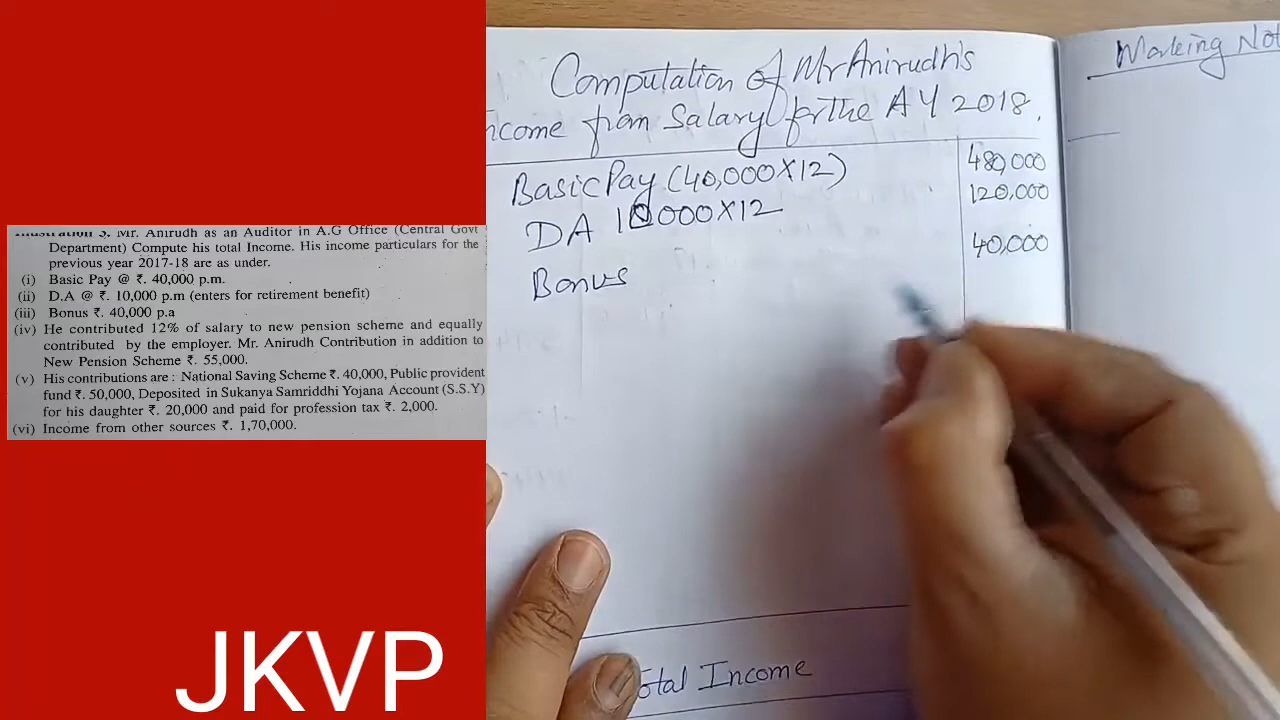 Illustration 3. Mr. Anirudh as an Auditor in A.G Office (Central Govt
Department) Compute his total Income. His income particulars for the
previous year 2017-18 are as under.
(i) Basic Pay @ ₹. 40,000 p.m.
(ii) D.A @ ₹. 10,000 p.m (enters for retirement benefit)
(iii) Bonus ₹. 40,000 p.a
(iv) He contributed 12% of salary to new pension scheme and equally
contributed by the employer. Mr. Anirudh Contribution in addition to
New Pension Scheme ₹. 55,000.
(v) His contributions are : National Saving Scheme ₹. 40,000, Public provident
fund ₹. 50,000, Deposited in Sukanya Samriddhi Yojana Account (S.S.Y)
for his daughter ₹. 20,000 and paid for profession tax ₹. 2,000.
(vi) Income from other sources ₹. 1,70,000.
JKVP
Computation of Mr Anirudh's
ncome from Salary for the A Y 2018.
Basic Pay (40,000X12) 480,000
DA 10000X12 120,000
Bonus 40,000
otal Income
Working Not